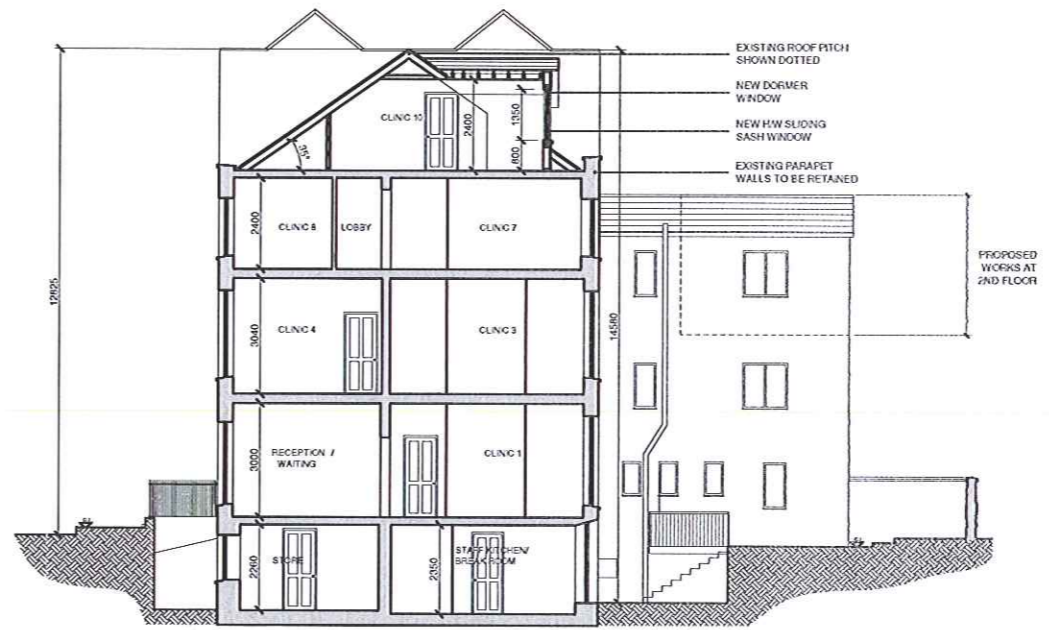 EXISTING ROOF PITCH
SHOWN DOTTED
NEW DORMER
WINDOW
NEW H/W SLIDING
SASH WINDOW
EXISTING PARAPET
WALLS TO BE RETAINED
CLINIC 10
2400
1350
800
35°
2400
CLINIC 8
LOBBY
CLINIC 7
PROPOSED
WORKS AT
2ND FLOOR
12825
14580
3040
CLINIC 4
CLINIC 3
3000
RECEPTION /
WAITING
CLINIC 1
2260
STORE
2350
STAFF KITCHEN/
BREAK ROOM